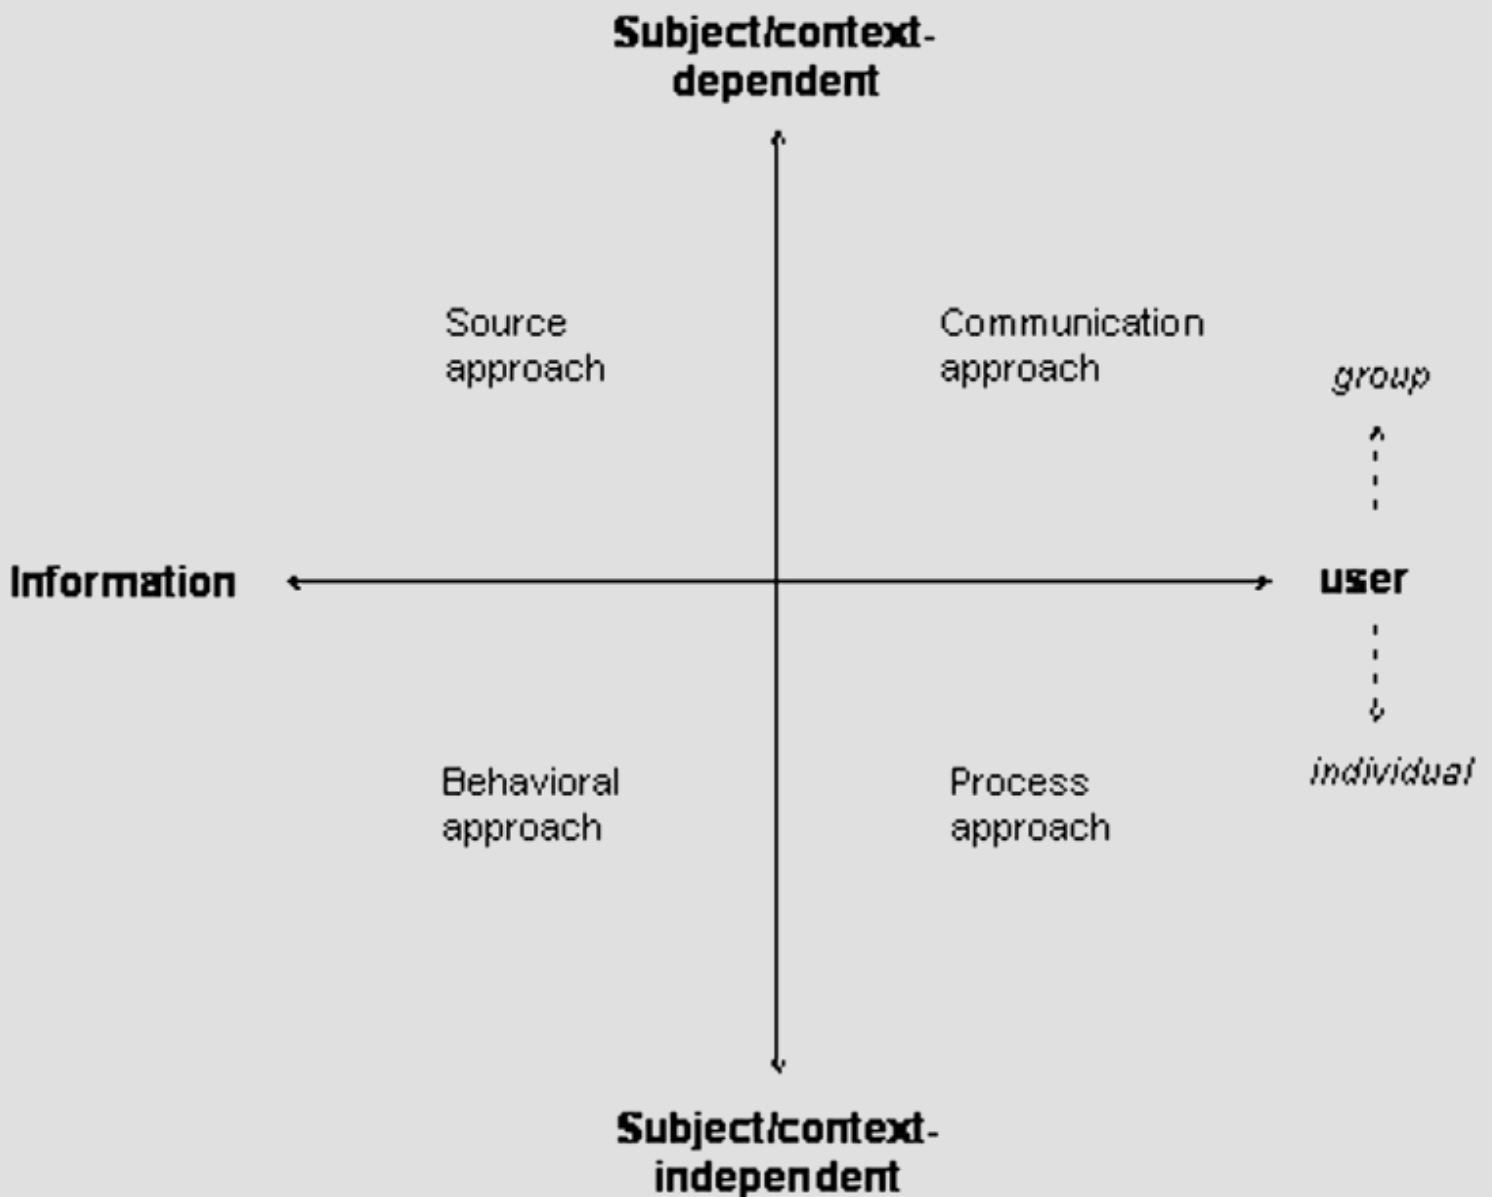 Subject/context-
dependent
Source
approach
Communication
approach
group
Information
user
Behavioral
approach
Process
approach
individual
Subject/context-
independent